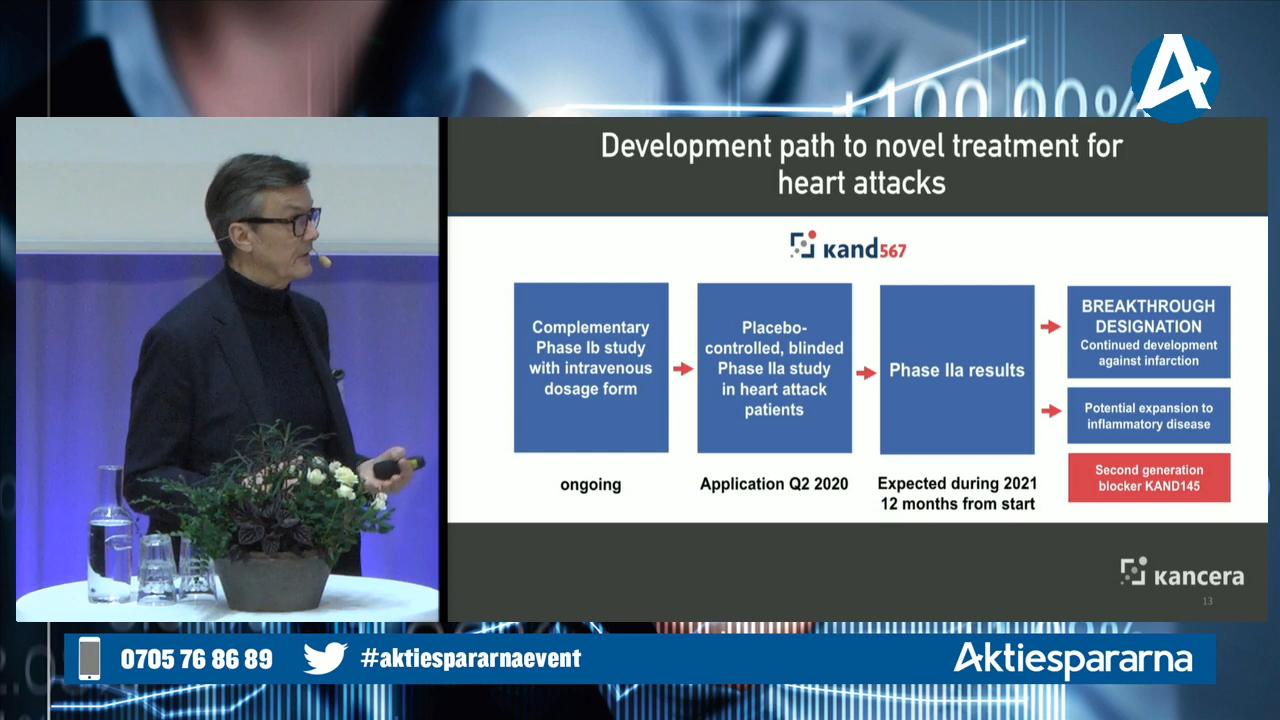 +100,00%
A
Development path to novel treatment for
heart attacks
Kand567
Complementary
Phase Ib study
with intravenous
dosage form
ongoing
Placebo-
controlled, blinded
Phase IIa study
in heart attack
patients
Application Q2 2020
Phase IIa results
Expected during 2021
12 months from start
BREAKTHROUGH
DESIGNATION
Continued development
against infarction
Potential expansion to
inflammatory disease
Second generation
blocker KAND145
Kancera
13
0705 76 86 89
#aktiespararnaevent
Aktiespararna